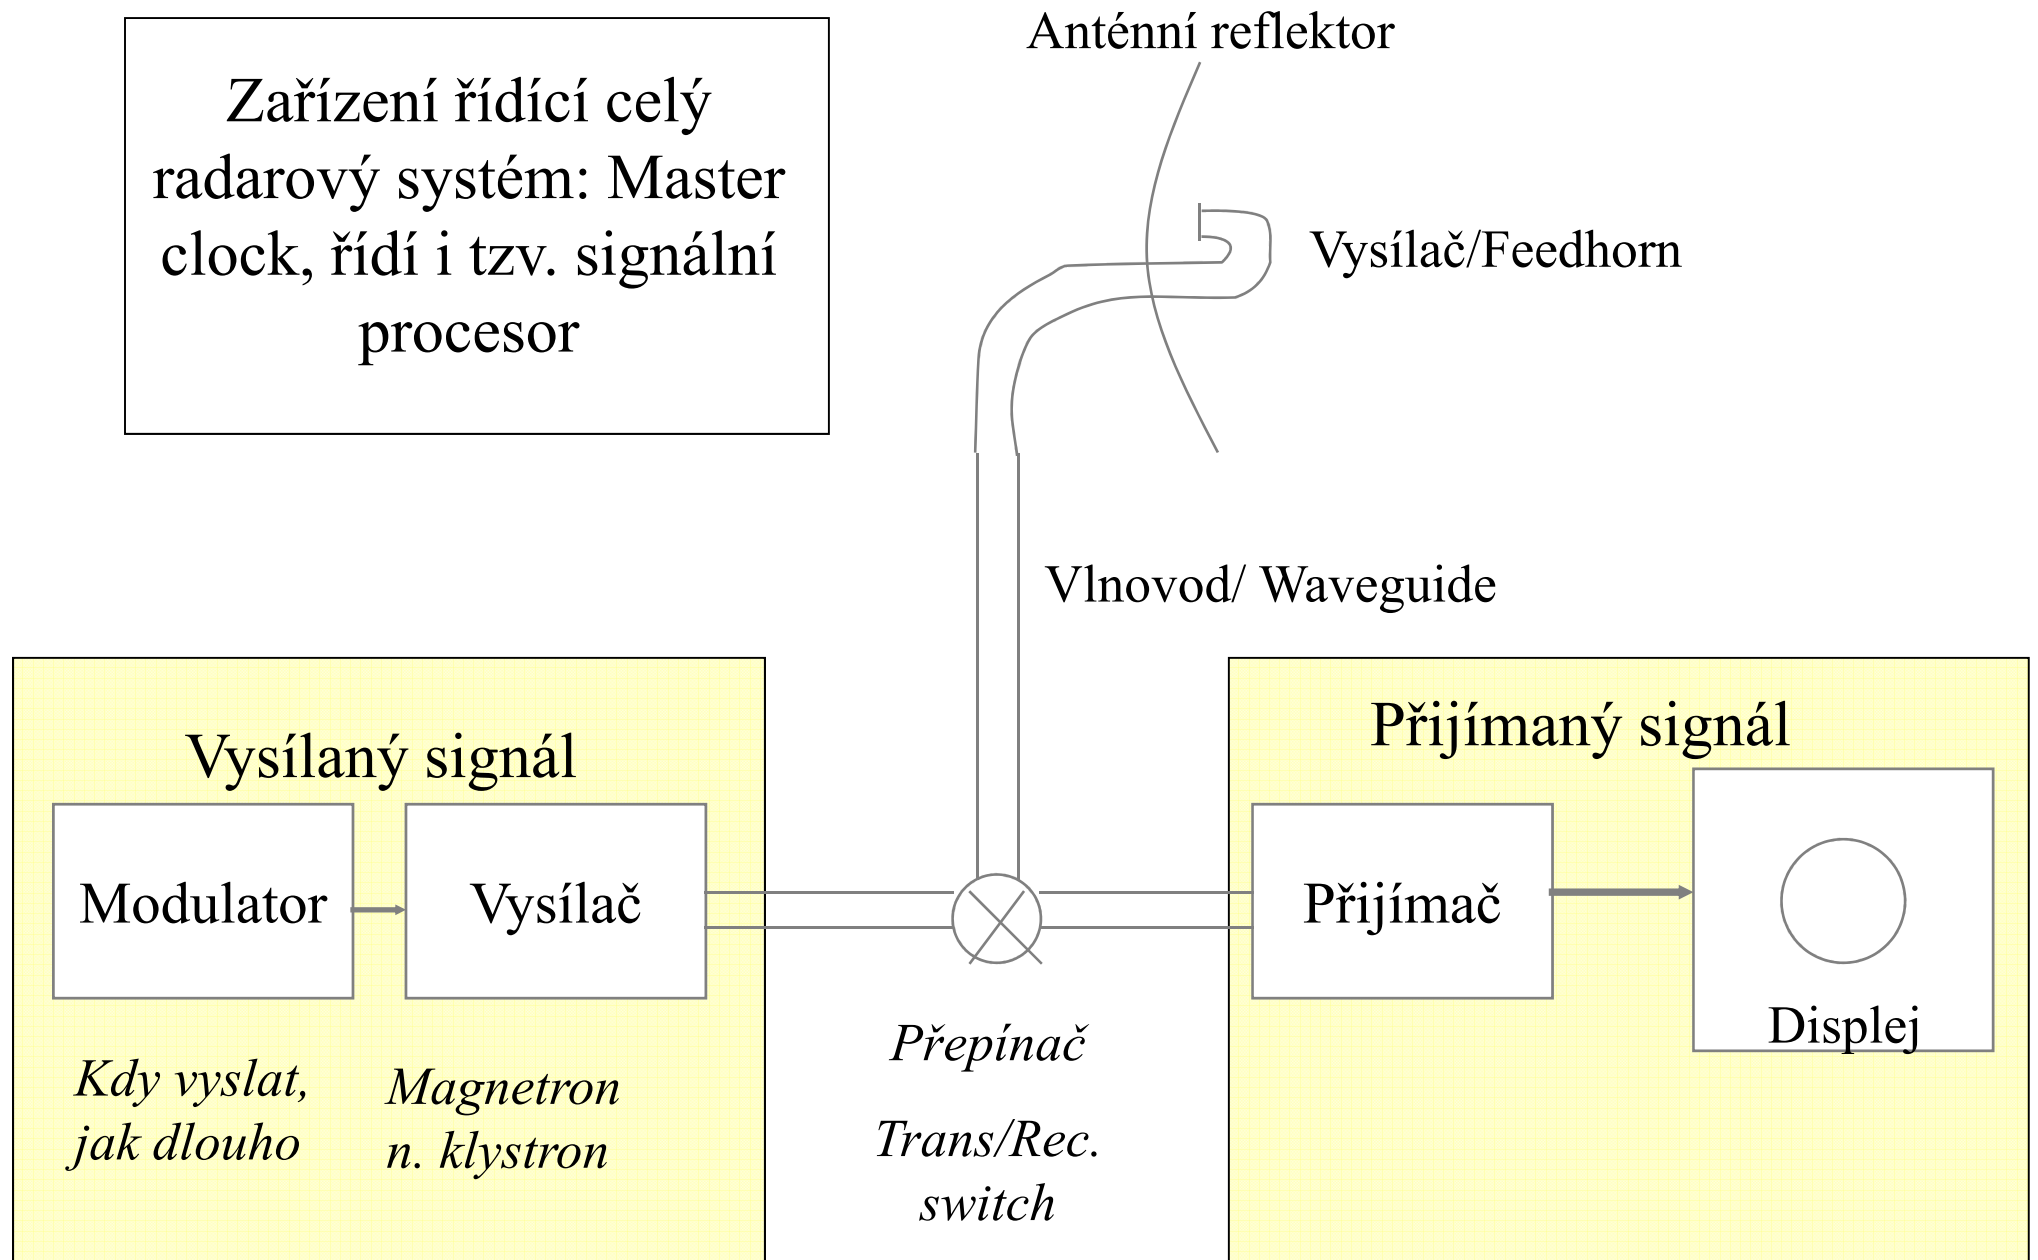 Zařízení řídící celý
radarový systém: Master
clock, řídí i tzv. signální
procesor
Anténní reflektor
Vysílač/Feedhorn
Vlnovod/ Waveguide
Vysílaný signál
Modulator
Vysílač
Kdy vyslat,
jak dlouho
Magnetron
n. klystron
Přepínač
Trans/Rec.
switch
Přijímaný signál
Přijímač
Displej